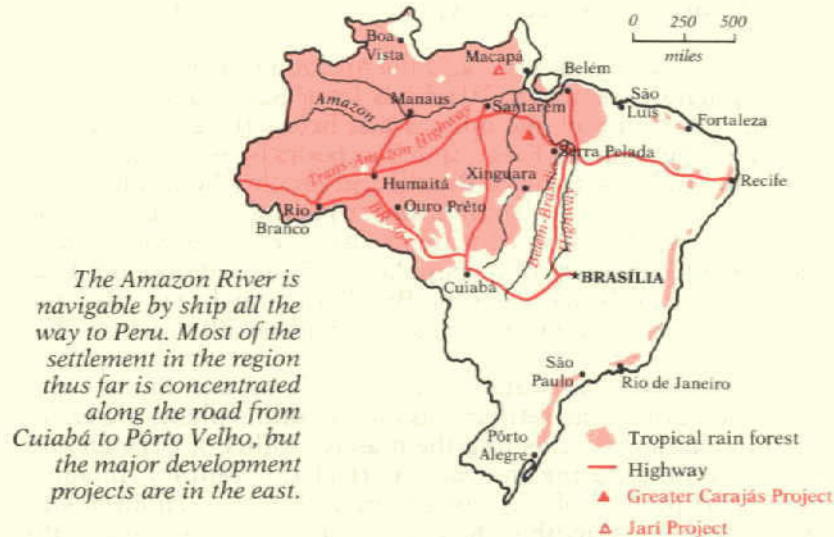 Boa
Vista
Macapá
0 250 500
miles
Belém
São
Luis
Fortaleza
Amazon
Manaus
Santarém
Trans-Amazon Highway
Serra Pelada
Recife
Humaitá
Xinguara
Rio
Branco
Ouro Prêto
BR-364
Belém-Brasília
Highway
Cuiabá
BRASÍLIA
The Amazon River is
navigable by ship all the
way to Peru. Most of the
settlement in the region
thus far is concentrated
along the road from
Cuiabá to Pôrto Velho, but
the major development
projects are in the east.
São
Paulo
Rio de Janeiro
Pôrto
Alegre
Tropical rain forest
Highway
Greater Carajás Project
Jarí Project